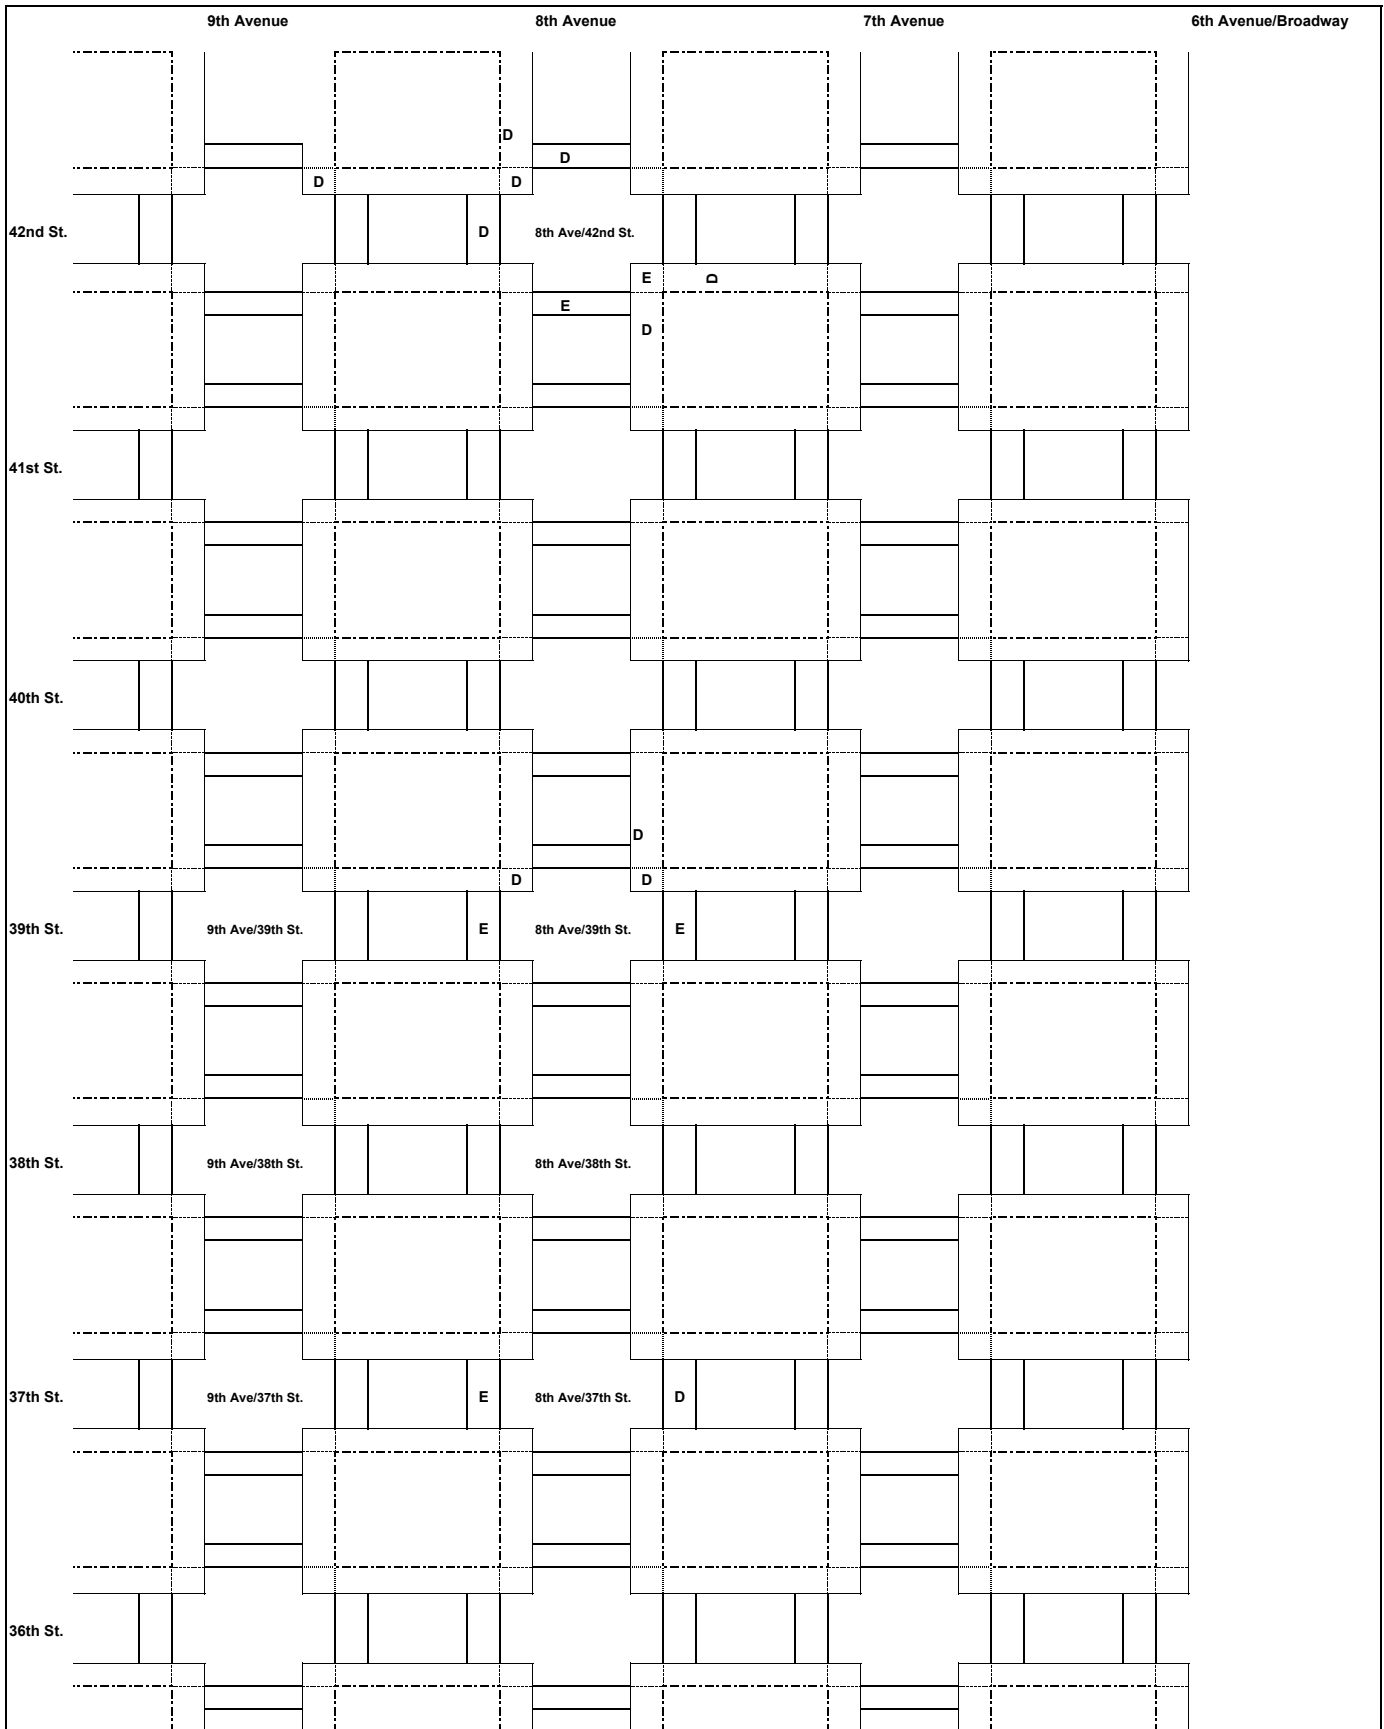 9th Avenue 8th Avenue 7th Avenue 6th Avenue/Broadway
D
D
D D
42nd St. D 8th Ave/42nd St.
E D
E
D
41st St.
40th St.
D
D D
39th St. 9th Ave/39th St. E 8th Ave/39th St. E
38th St. 9th Ave/38th St. 8th Ave/38th St.
37th St. 9th Ave/37th St. E 8th Ave/37th St. D
36th St.